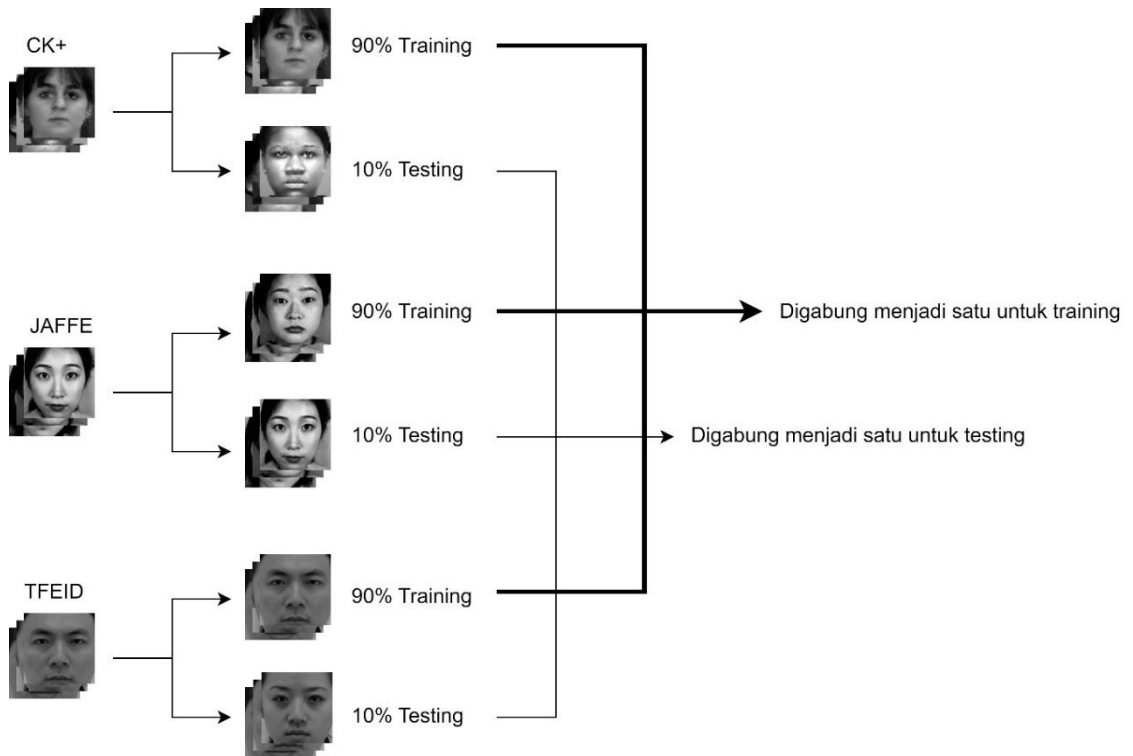 CK+
90% Training
10% Testing
JAFFE
90% Training
Digabung menjadi satu untuk training
10% Testing
Digabung menjadi satu untuk testing
TFEID
90% Training
10% Testing